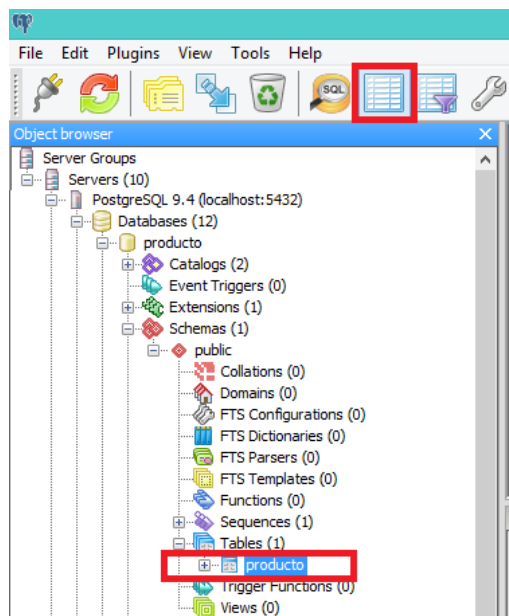 File Edit Plugins View Tools Help
SQL
Object browser
Server Groups
Servers (10)
PostgreSQL 9.4 (localhost:5432)
Databases (12)
producto
Catalogs (2)
Event Triggers (0)
Extensions (1)
Schemas (1)
public
Collations (0)
Domains (0)
FTS Configurations (0)
FTS Dictionaries (0)
FTS Parsers (0)
FTS Templates (0)
Functions (0)
Sequences (1)
Tables (1)
producto
Trigger Functions (0)
Views (0)